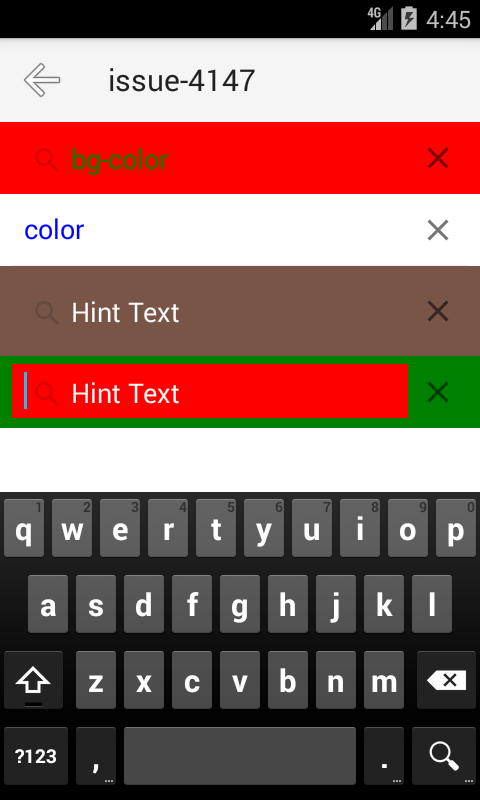 4G 4:45
issue-4147
bg-color
color
Hint Text
Hint Text
1 2 3 4 5 6 7 8 9 0
q w e r t y u i o p
a s d f g h j k l
z x c v b n m
?123 , ... . ... ...